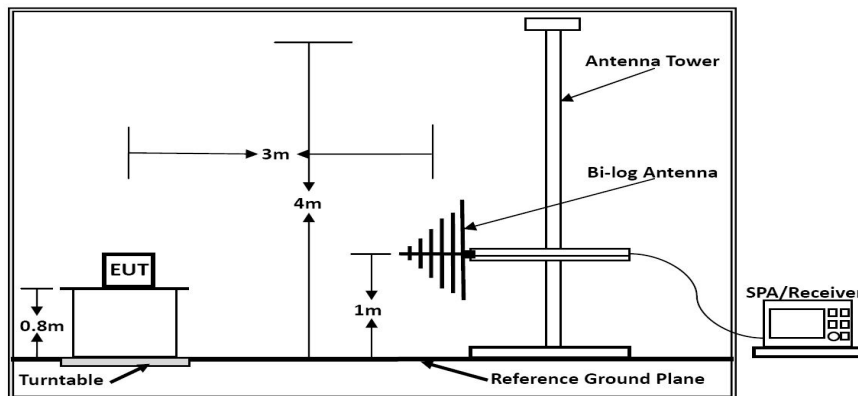 Antenna Tower
3m
Bi-log Antenna
4m
EUT
SPA/Receiver
0.8m
1m
Turntable
Reference Ground Plane